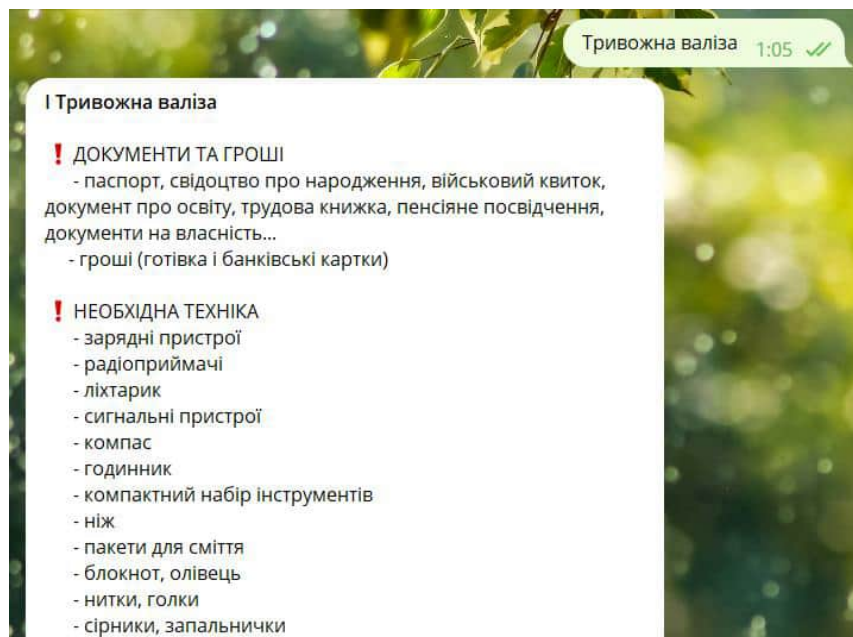 Тривожна валіза 1:05
І Тривожна валіза
❗ ДОКУМЕНТИ ТА ГРОШІ
- паспорт, свідоцтво про народження, військовий квиток,
документ про освіту, трудова книжка, пенсіяне посвідчення,
документи на власність...
- гроші (готівка і банківські картки)
❗ НЕОБХІДНА ТЕХНІКА
- зарядні пристрої
- радіоприймачі
- ліхтарик
- сигнальні пристрої
- компас
- годинник
- компактний набір інструментів
- ніж
- пакети для сміття
- блокнот, олівець
- нитки, голки
- сірники, запальнички